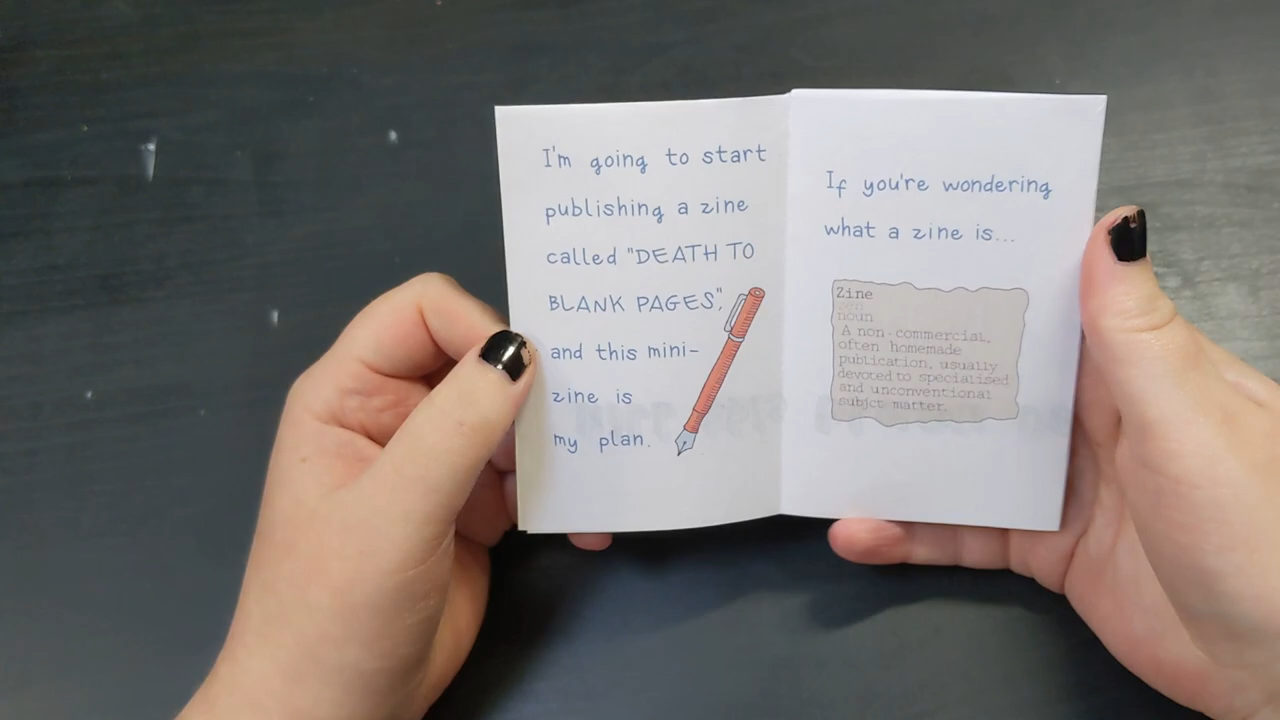 I'm going to start
publishing a zine
called "DEATH TO
BLANK PAGES",
and this mini-
zine is
my plan.
If you're wondering
what a zine is...
Zine
zen
noun
A non-commercial,
often homemade
publication, usually
devoted to specialised
and unconventional
subjct matter.